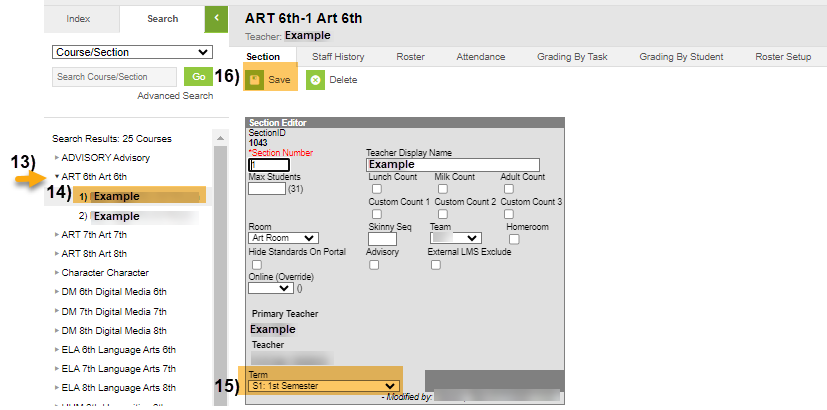 Index
Search
<
Course/Section
Search Course/Section
Go
Advanced Search
Search Results: 25 Courses
ADVISORY Advisory
13)
ART 6th Art 6th
14)
1) Example
2) Example
ART 7th Art 7th
ART 8th Art 8th
Character Character
DM 6th Digital Media 6th
DM 7th Digital Media 7th
DM 8th Digital Media 8th
ELA 6th Language Arts 6th
ELA 7th Language Arts 7th
ELA 8th Language Arts 8th
ART 6th-1 Art 6th
Teacher: Example
Section Staff History Roster Attendance Grading By Task Grading By Student Roster Setup
16) Save Delete
Section Editor
SectionID
1043
*Section Number Teacher Display Name
1 Example
Max Students Lunch Count Milk Count Adult Count
(31)
Custom Count 1 Custom Count 2 Custom Count 3
Room Skinny Seq Team Homeroom
Art Room
Hide Standards On Portal Advisory External LMS Exclude
Online (Override)
()
Primary Teacher
Example
Teacher
Term
15) S1: 1st Semester
- Modified by: